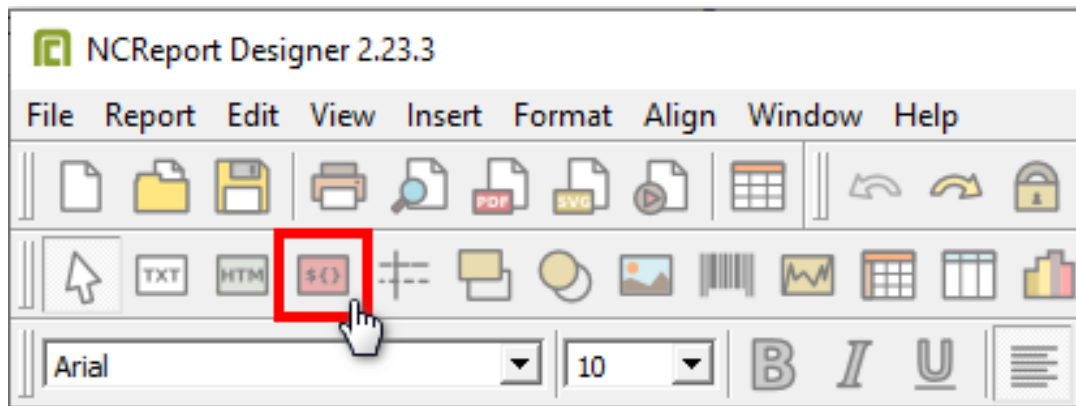 NCReport Designer 2.23.3
File Report Edit View Insert Format Align Window Help
PDF SVG
TXT HTM ${}
Arial 10 B I U